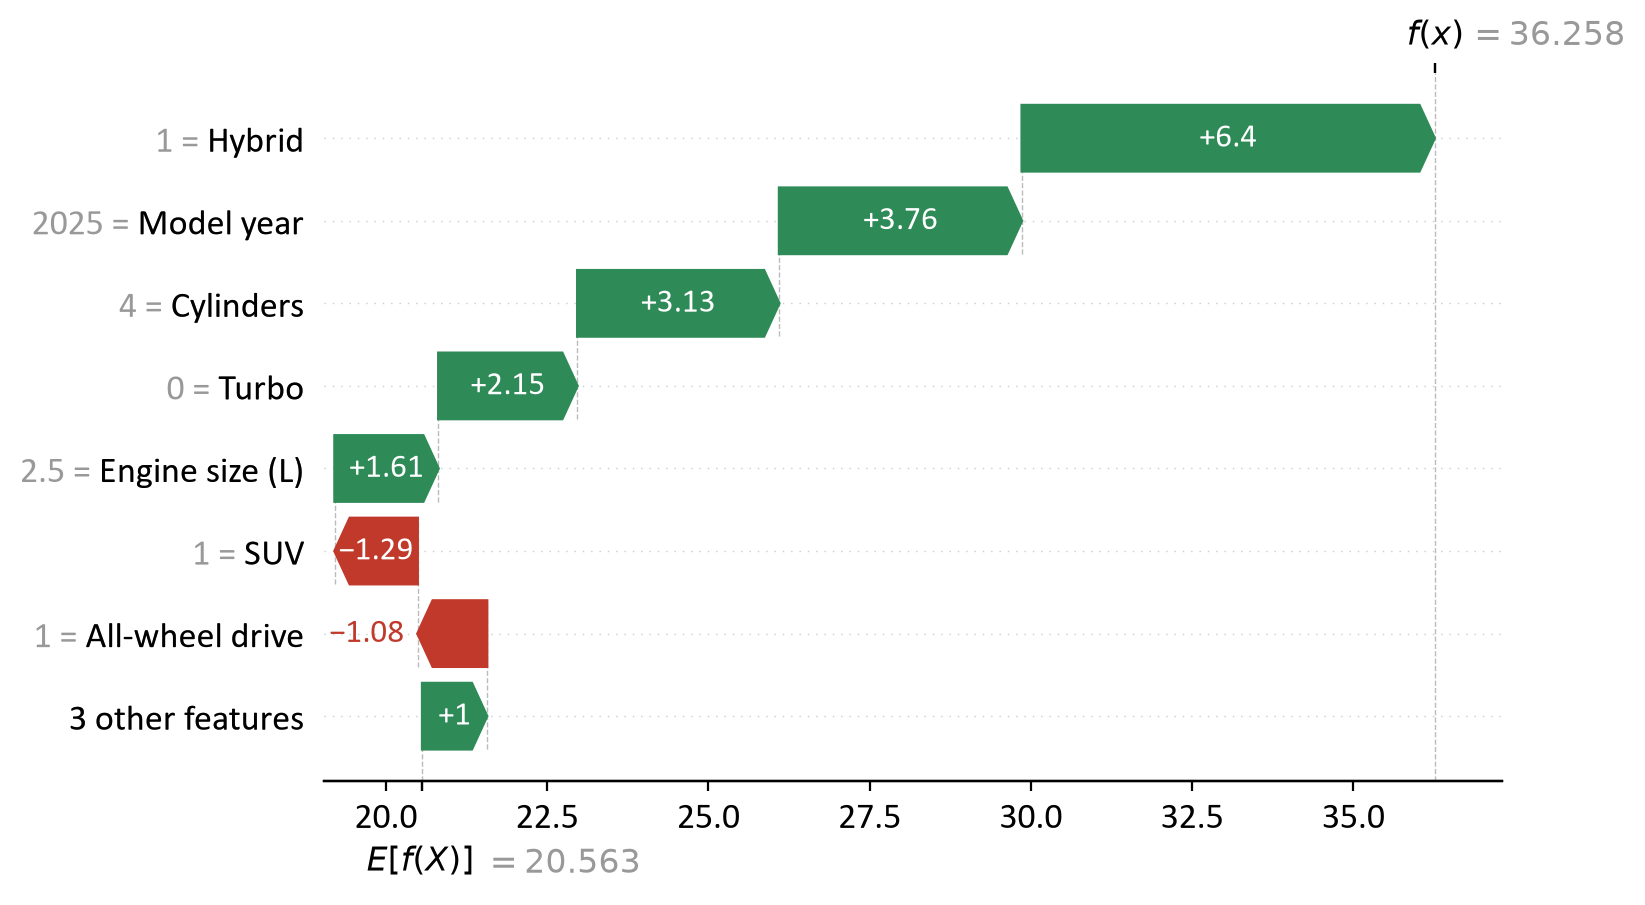 f(x) = 36.258
1 = Hybrid +6.4
2025 = Model year +3.76
4 = Cylinders +3.13
0 = Turbo +2.15
2.5 = Engine size (L) +1.61
1 = SUV −1.29
1 = All-wheel drive −1.08
3 other features +1
20.0 22.5 25.0 27.5 30.0 32.5 35.0
E[f(X)] = 20.563